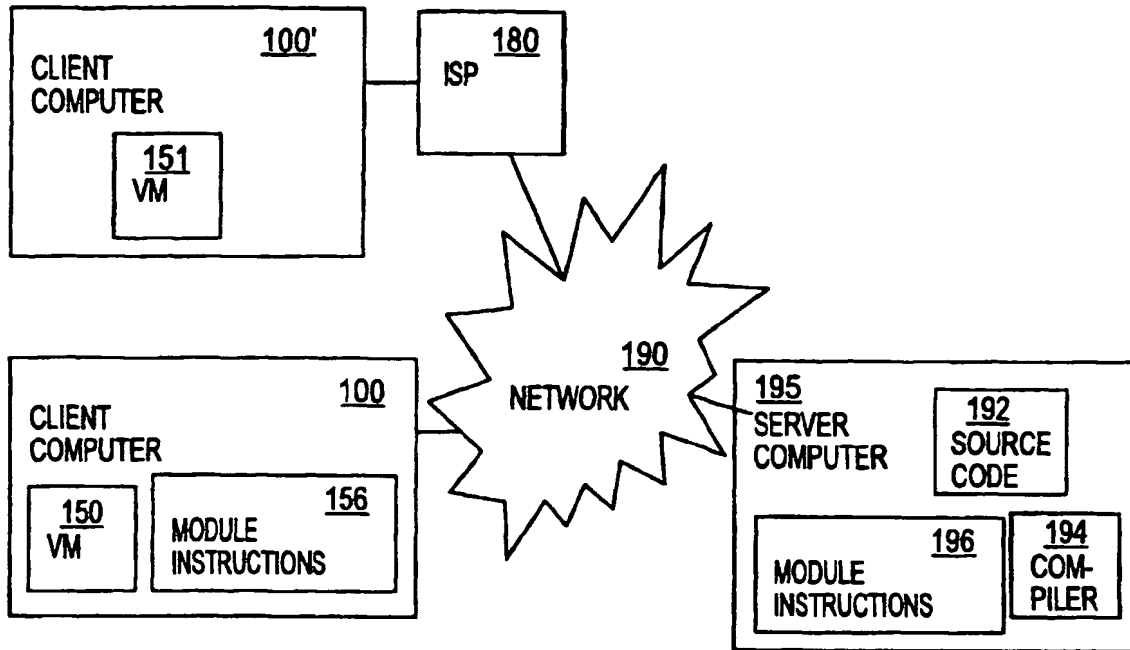 100'
CLIENT
COMPUTER
151
VM
180
ISP
190
NETWORK
100
CLIENT
COMPUTER
150
VM
156
MODULE
INSTRUCTIONS
195
SERVER
COMPUTER
192
SOURCE
CODE
196
MODULE
INSTRUCTIONS
194
COM-
PILER